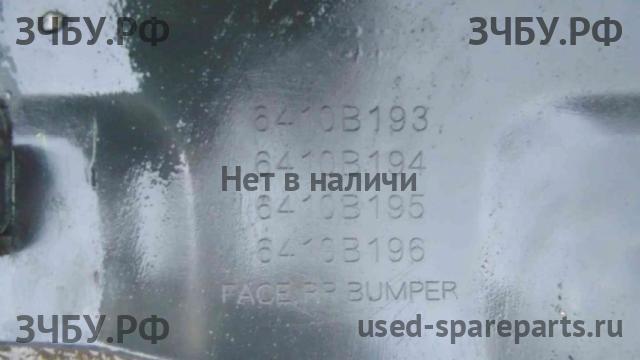 ЗЧБУ.РФ ЗЧБУ.РФ
6410B193
6410B194
Нет в наличи
6410B195
6410B196
FACE,RR BUMPER
ЗЧБУ.РФ used-spareparts.ru